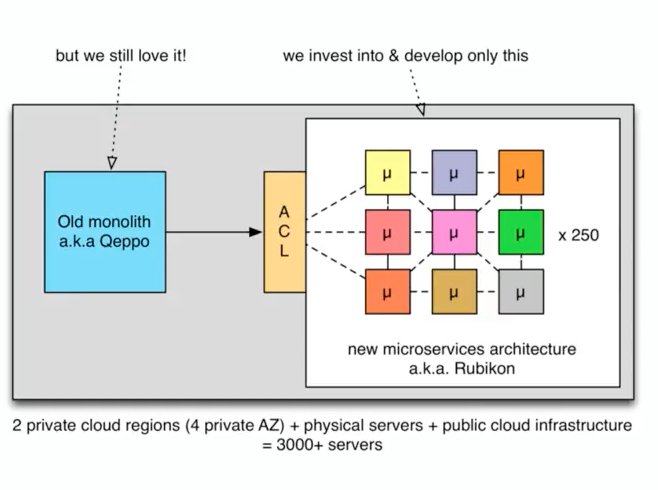 but we still love it!
we invest into & develop only this
Old monolith
a.k.a Qeppo
A
C
L
μ
μ
μ
μ
μ
μ
x 250
μ
μ
μ
new microservices architecture
a.k.a. Rubikon
2 private cloud regions (4 private AZ) + physical servers + public cloud infrastructure
= 3000+ servers